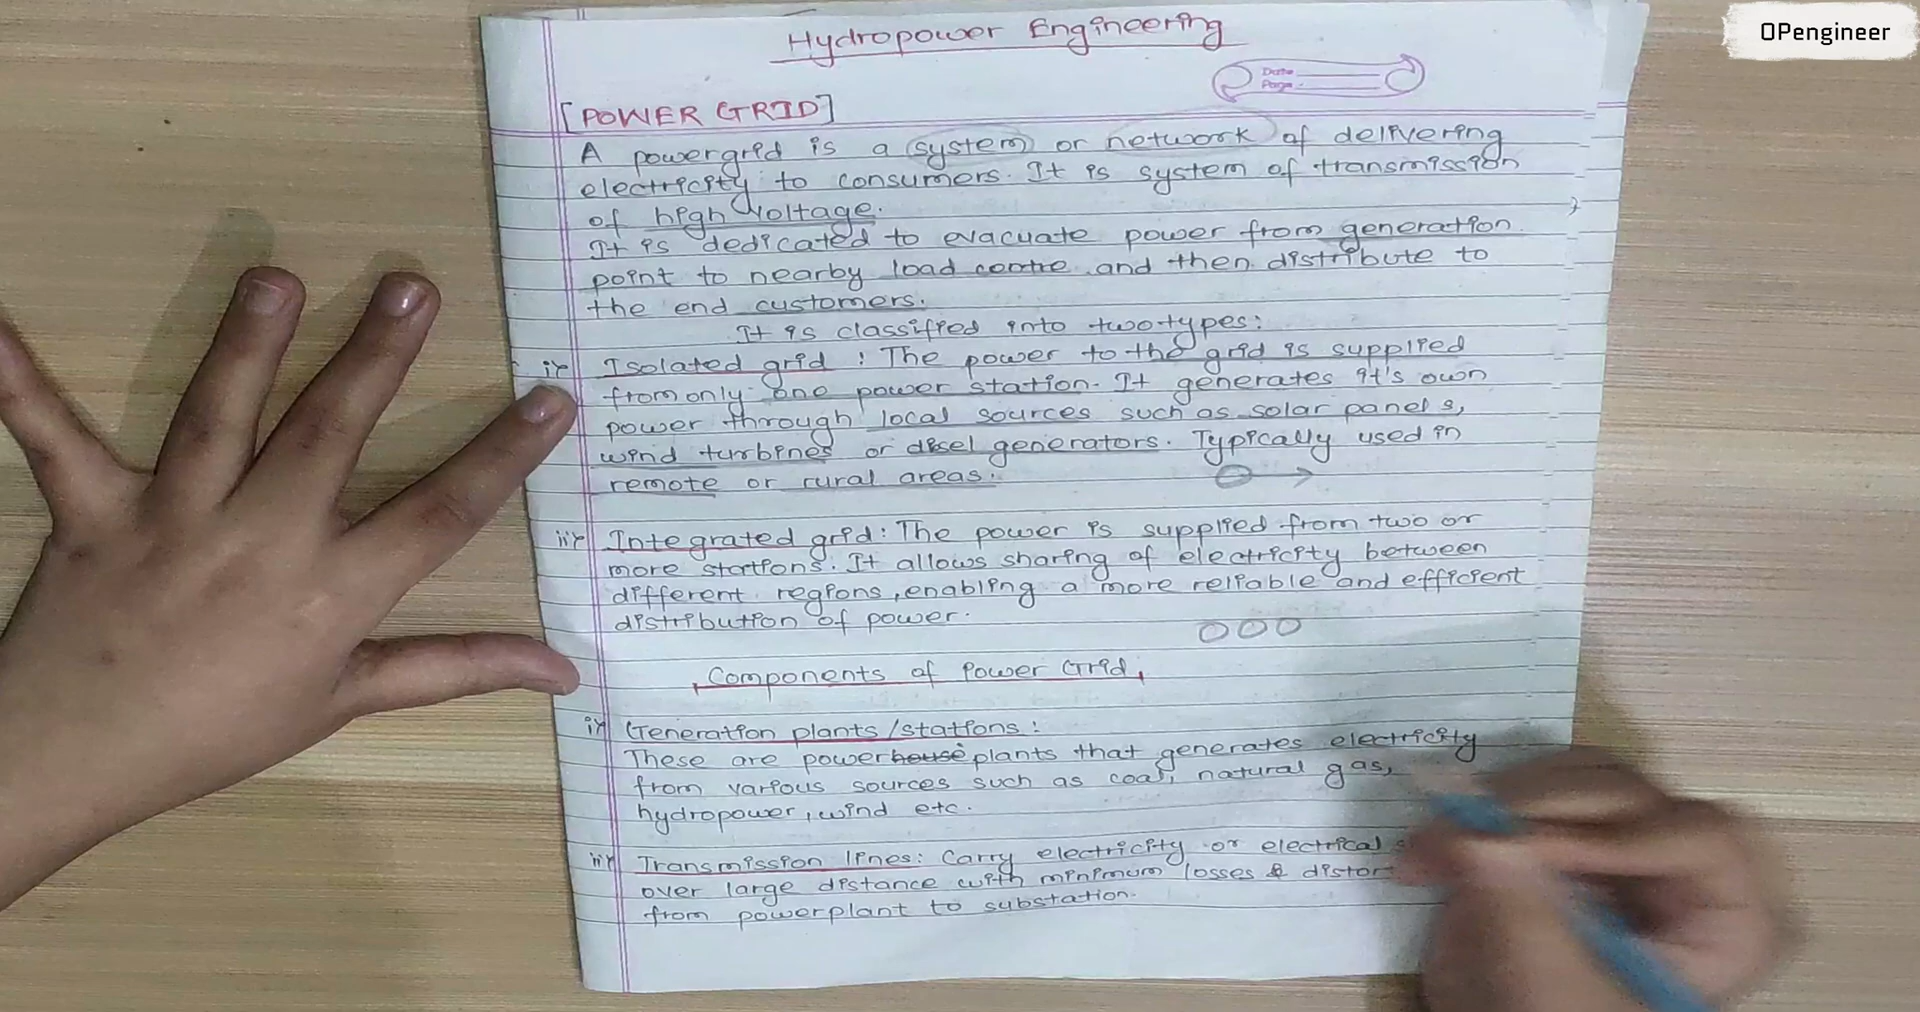 Hydropower Engineering
OPengineer
Date
Page
[POWER GRID]
A powergrid is a system or network of delivering
electricity to consumers. It is system of transmission
of high voltage.
It is dedicated to evacuate power from generation
point to nearby load centre and then distribute to
the end customers.
It is classified into two types:
i) Isolated grid : The power to the grid is supplied
from only one power station. It generates it's own
power through local sources such as solar panels,
wind turbines or disel generators. Typically used in
remote or rural areas.
ii) Integrated grid: The power is supplied from two or
more stations. It allows sharing of electricity between
different regions, enabling a more reliable and efficient
distribution of power.
Components of Power Grid
i) Generation plants/stations:
These are powerhouse plants that generates electricity
from various sources such as coal, natural gas,
hydropower, wind etc.
ii) Transmission lines: Carry electricity or electrical
over large distance with minimum losses &
from powerplant to substation.